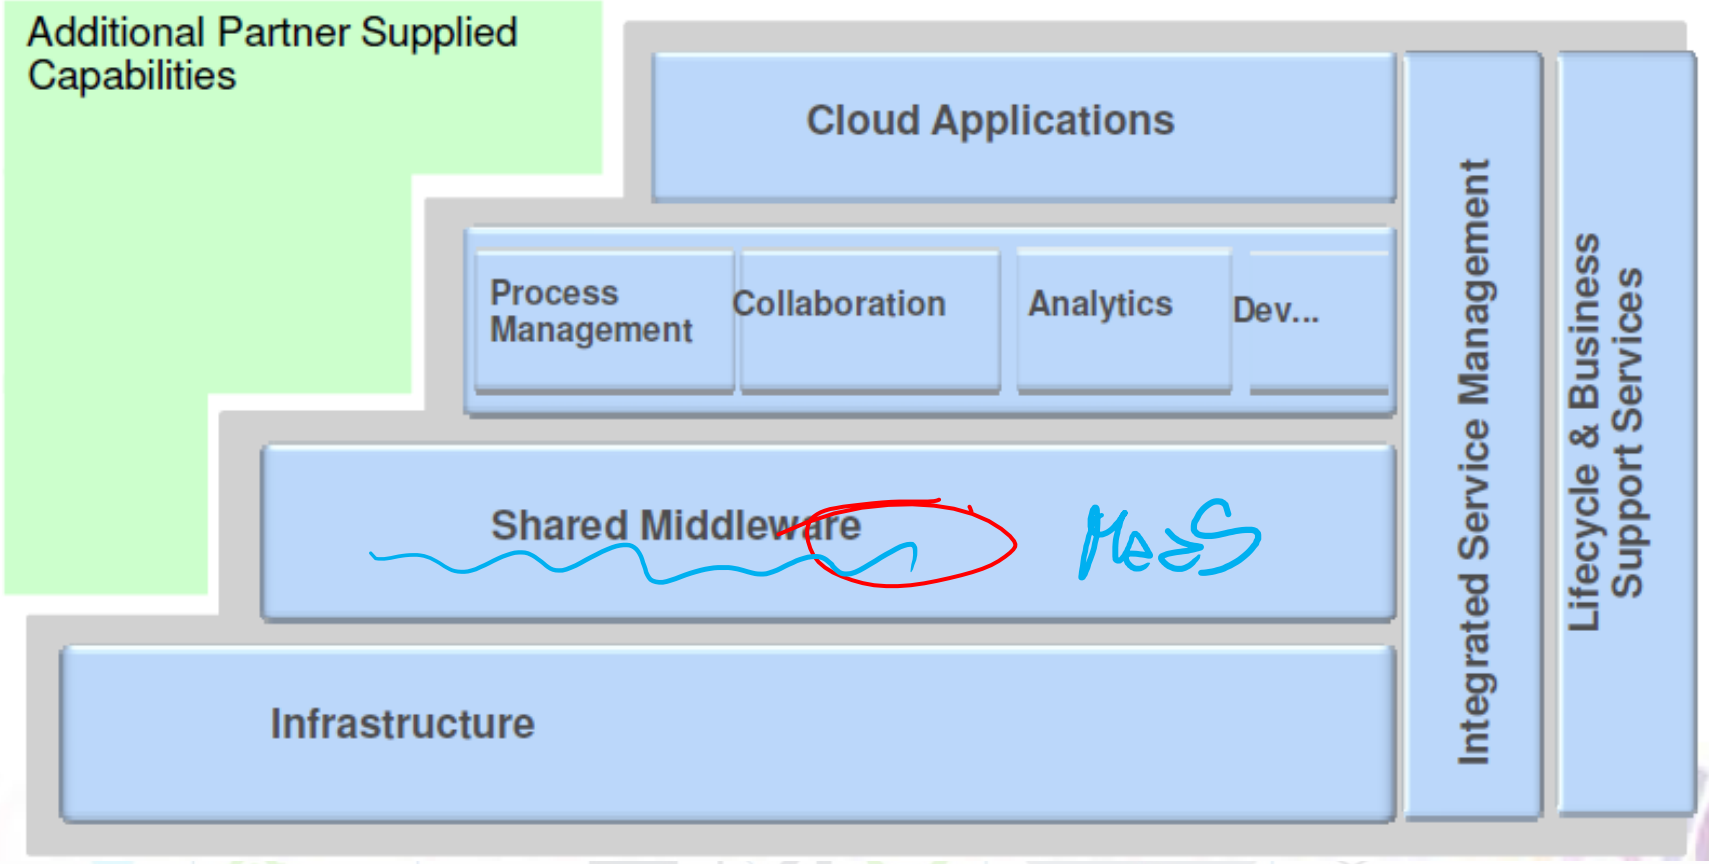 Additional Partner Supplied
Capabilities
Cloud Applications
Process
Management
Collaboration
Analytics
Dev...
Shared Middleware
MaaS
Infrastructure
Integrated Service Management
Lifecycle & Business
Support Services